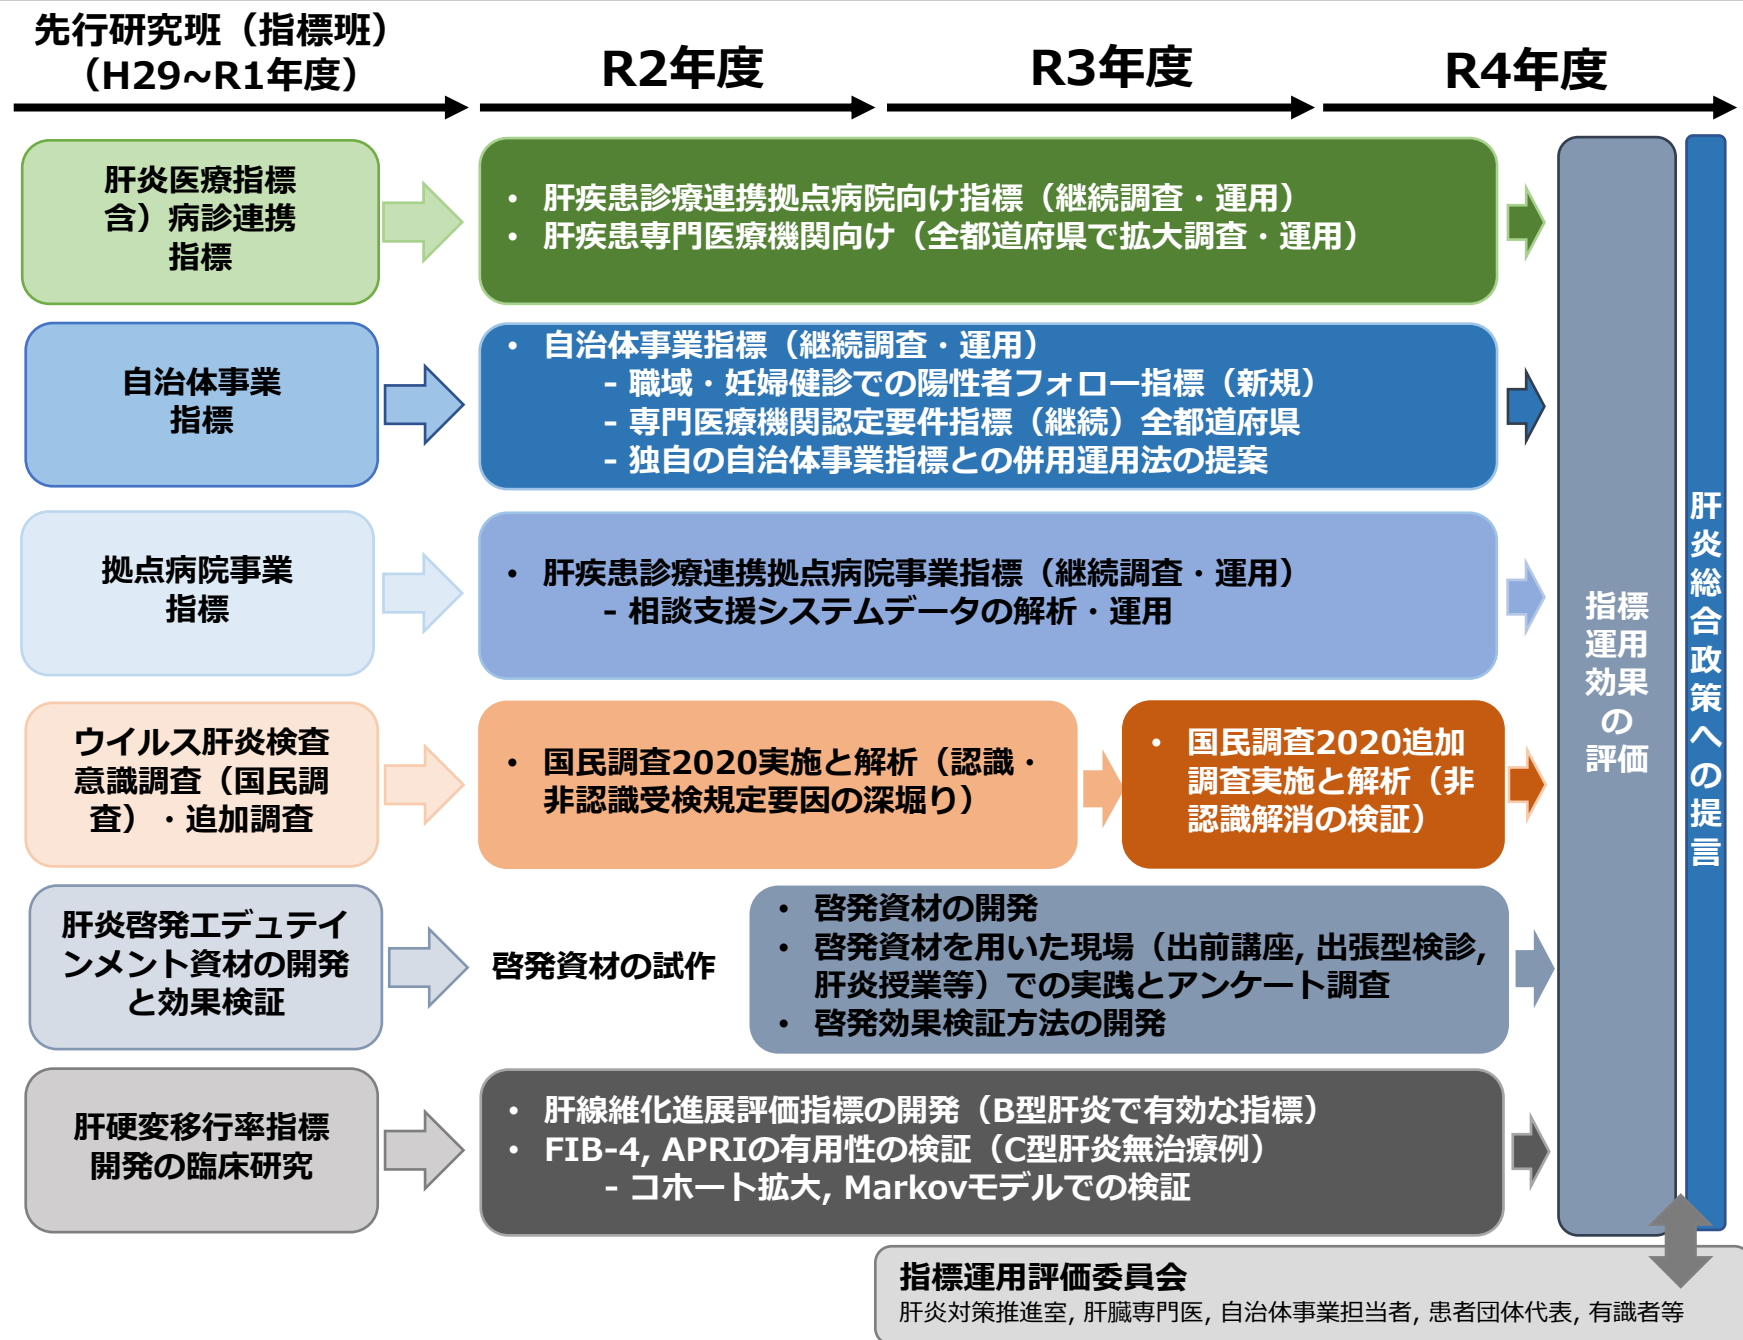 先行研究班（指標班）
（H29~R1年度）
R2年度
R3年度
R4年度
肝炎医療指標
含）病診連携
指標
• 肝疾患診療連携拠点病院向け指標（継続調査・運用）
• 肝疾患専門医療機関向け（全都道府県で拡大調査・運用）
自治体事業
指標
• 自治体事業指標（継続調査・運用）
- 職域・妊婦健診での陽性者フォロー指標（新規）
- 専門医療機関認定要件指標（継続）全都道府県
- 独自の自治体事業指標との併用運用法の提案
拠点病院事業
指標
• 肝疾患診療連携拠点病院事業指標（継続調査・運用）
- 相談支援システムデータの解析・運用
ウイルス肝炎検査
意識調査（国民調
査）・追加調査
• 国民調査2020実施と解析（認識・
非認識受検規定要因の深堀り）
• 国民調査2020追加
調査実施と解析（非
認識解消の検証）
肝炎啓発エデュテイ
ンメント資材の開発
と効果検証
啓発資材の試作
• 啓発資材の開発
• 啓発資材を用いた現場（出前講座, 出張型検診,
肝炎授業等）での実践とアンケート調査
• 啓発効果検証方法の開発
肝硬変移行率指標
開発の臨床研究
• 肝線維化進展評価指標の開発（B型肝炎で有効な指標）
• FIB-4, APRIの有用性の検証（C型肝炎無治療例）
- コホート拡大, Markovモデルでの検証
指標
運用
効果
の
評価
肝炎総合政策への提言
指標運用評価委員会
肝炎対策推進室, 肝臓専門医, 自治体事業担当者, 患者団体代表, 有識者等